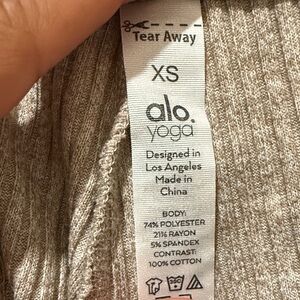 Tear Away
XS
alo.
yoga
Designed in
Los Angeles
Made in
China
BODY:
74% POLYESTER
21% RAYON
5% SPANDEX
CONTRAST:
100% COTTON